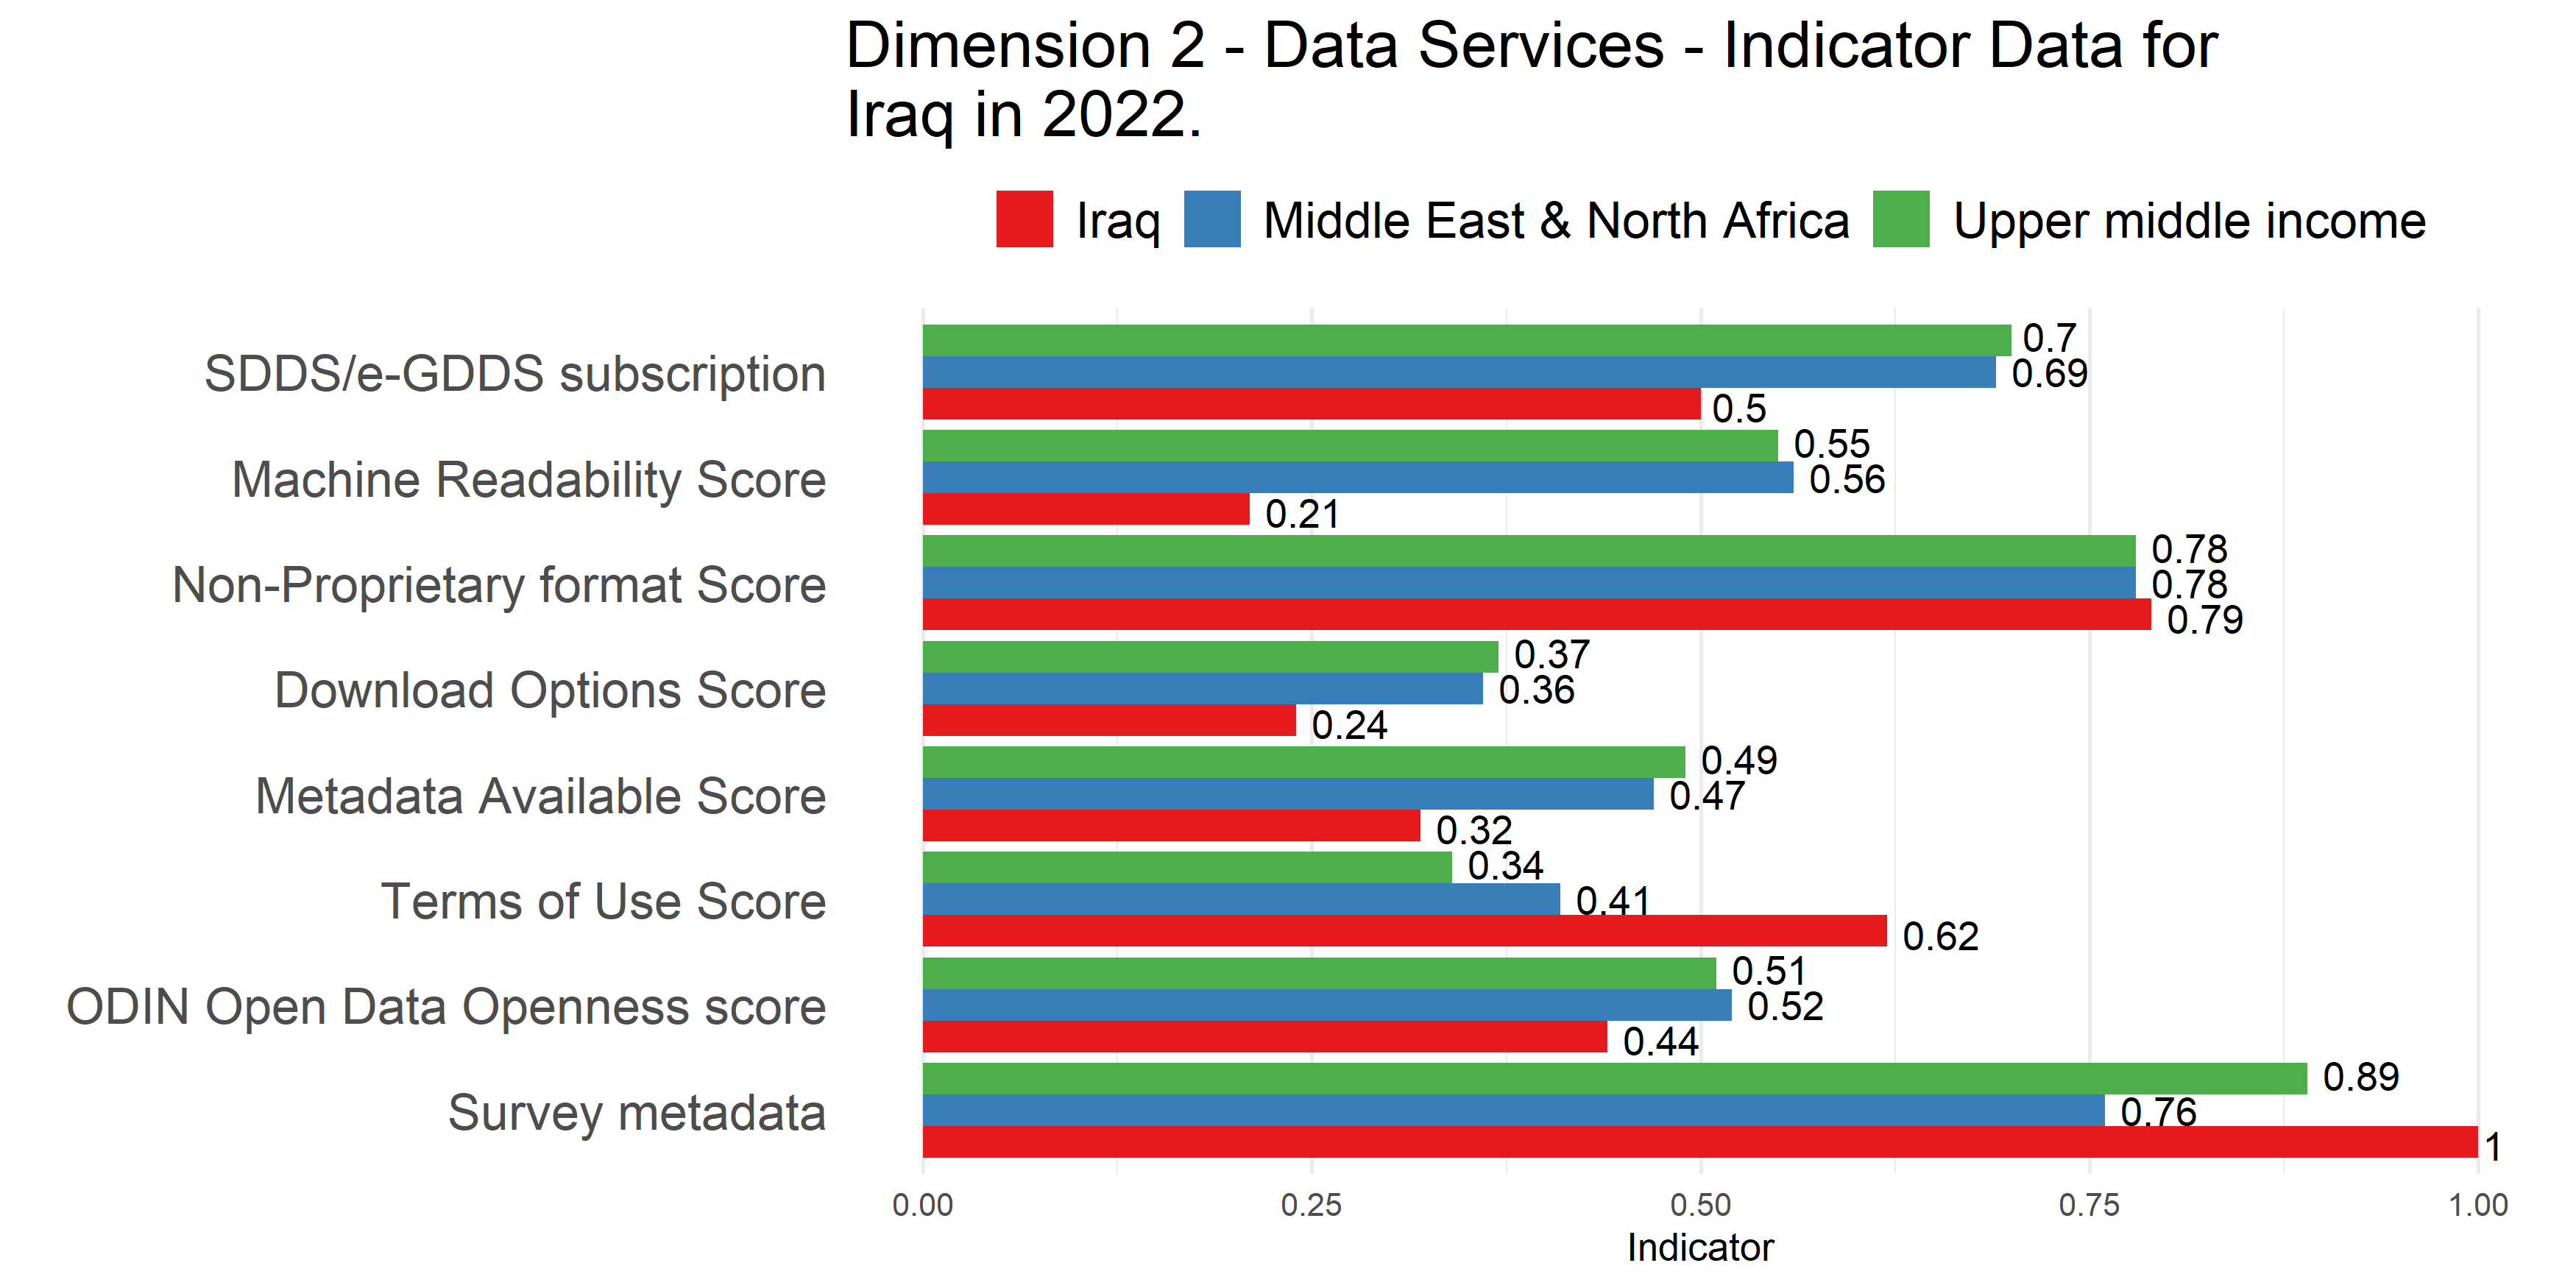 Dimension 2 - Data Services - Indicator Data for
Iraq in 2022.
Iraq Middle East & North Africa Upper middle income
SDDS/e-GDDS subscription
0.7
0.69
0.5
Machine Readability Score
0.55
0.56
0.21
Non-Proprietary format Score
0.78
0.78
0.79
Download Options Score
0.37
0.36
0.24
Metadata Available Score
0.49
0.47
0.32
Terms of Use Score
0.34
0.41
0.62
ODIN Open Data Openness score
0.51
0.52
0.44
Survey metadata
0.89
0.76
1
0.00 0.25 0.50 0.75 1.00
Indicator